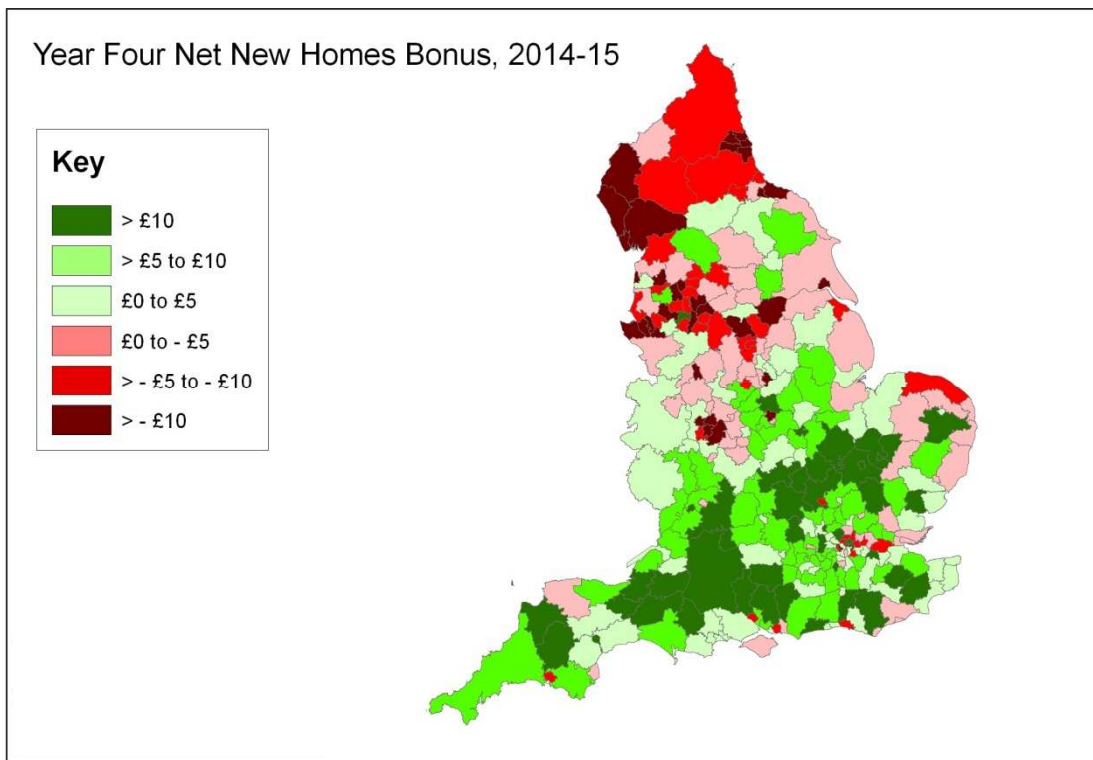 Year Four Net New Homes Bonus, 2014-15
Key
> £10
> £5 to £10
£0 to £5
£0 to - £5
> - £5 to - £10
> - £10